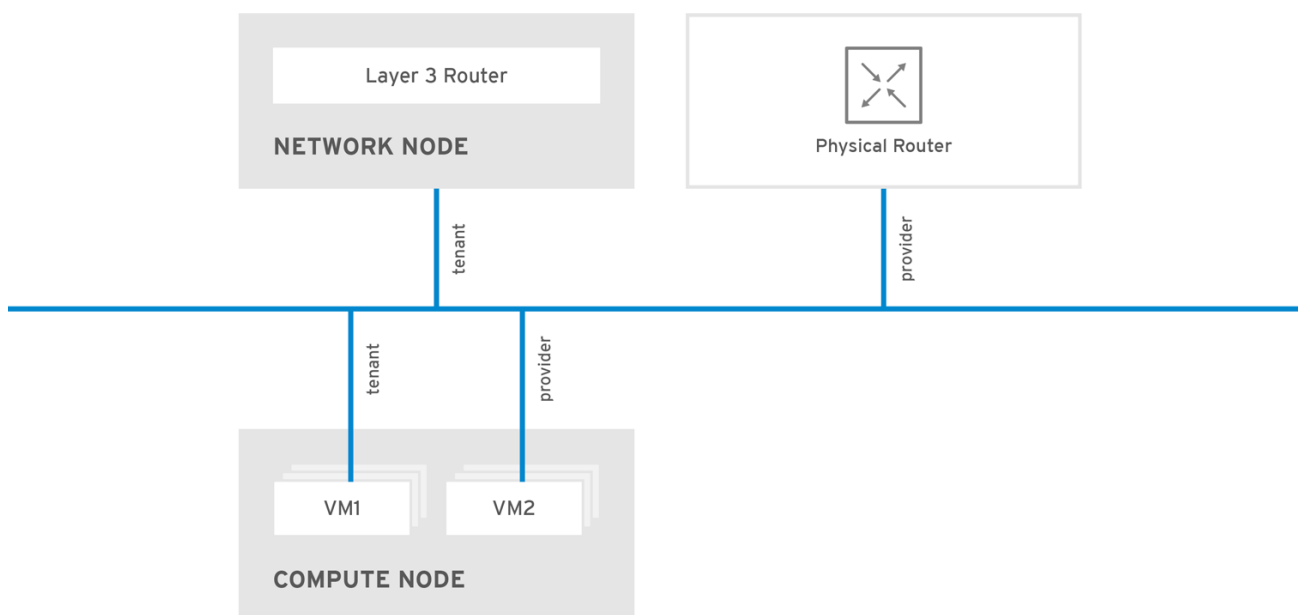 Layer 3 Router
NETWORK NODE
Physical Router
tenant
provider
tenant
provider
VM1
VM2
COMPUTE NODE